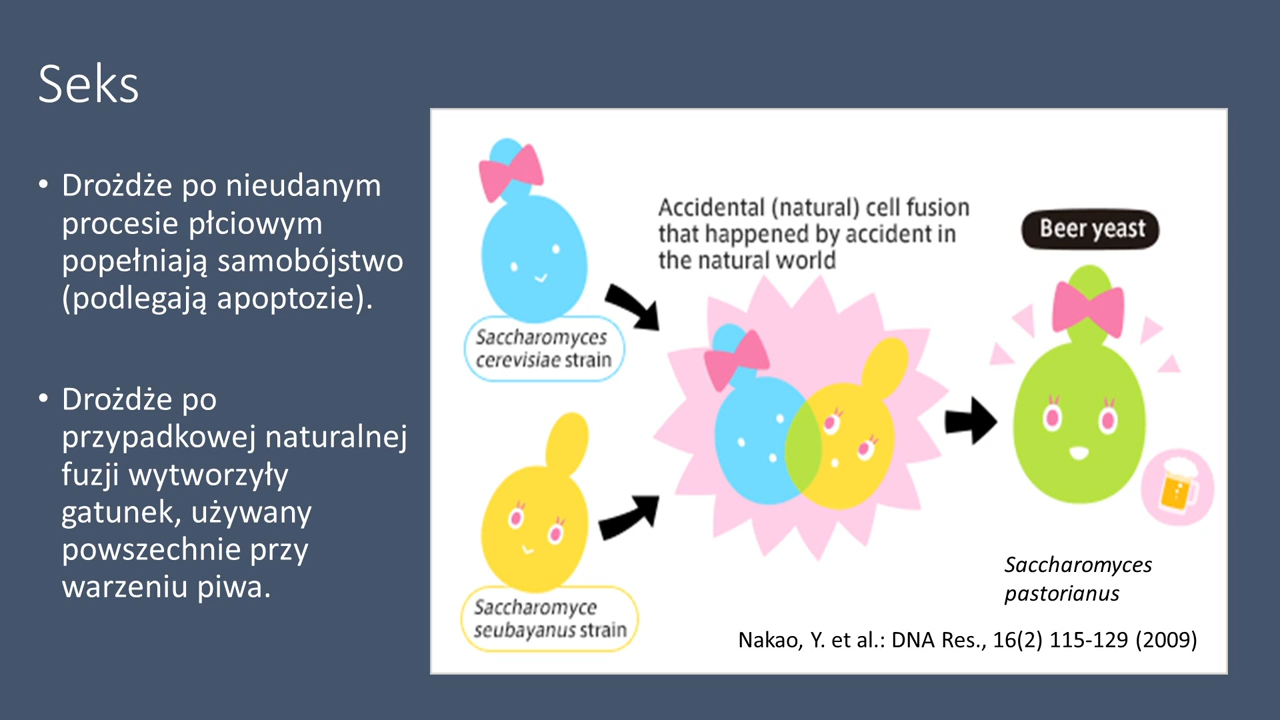 Seks
• Drożdże po nieudanym
procesie płciowym
popełniają samobójstwo
(podlegają apoptozie).
• Drożdże po
przypadkowej naturalnej
fuzji wytworzyły
gatunek, używany
powszechnie przy
warzeniu piwa.
Saccharomyces
cerevisiae strain
Saccharomyce
seubayanus strain
Accidental (natural) cell fusion
that happened by accident in
the natural world
Beer yeast
Saccharomyces
pastorianus
Nakao, Y. et al.: DNA Res., 16(2) 115-129 (2009)